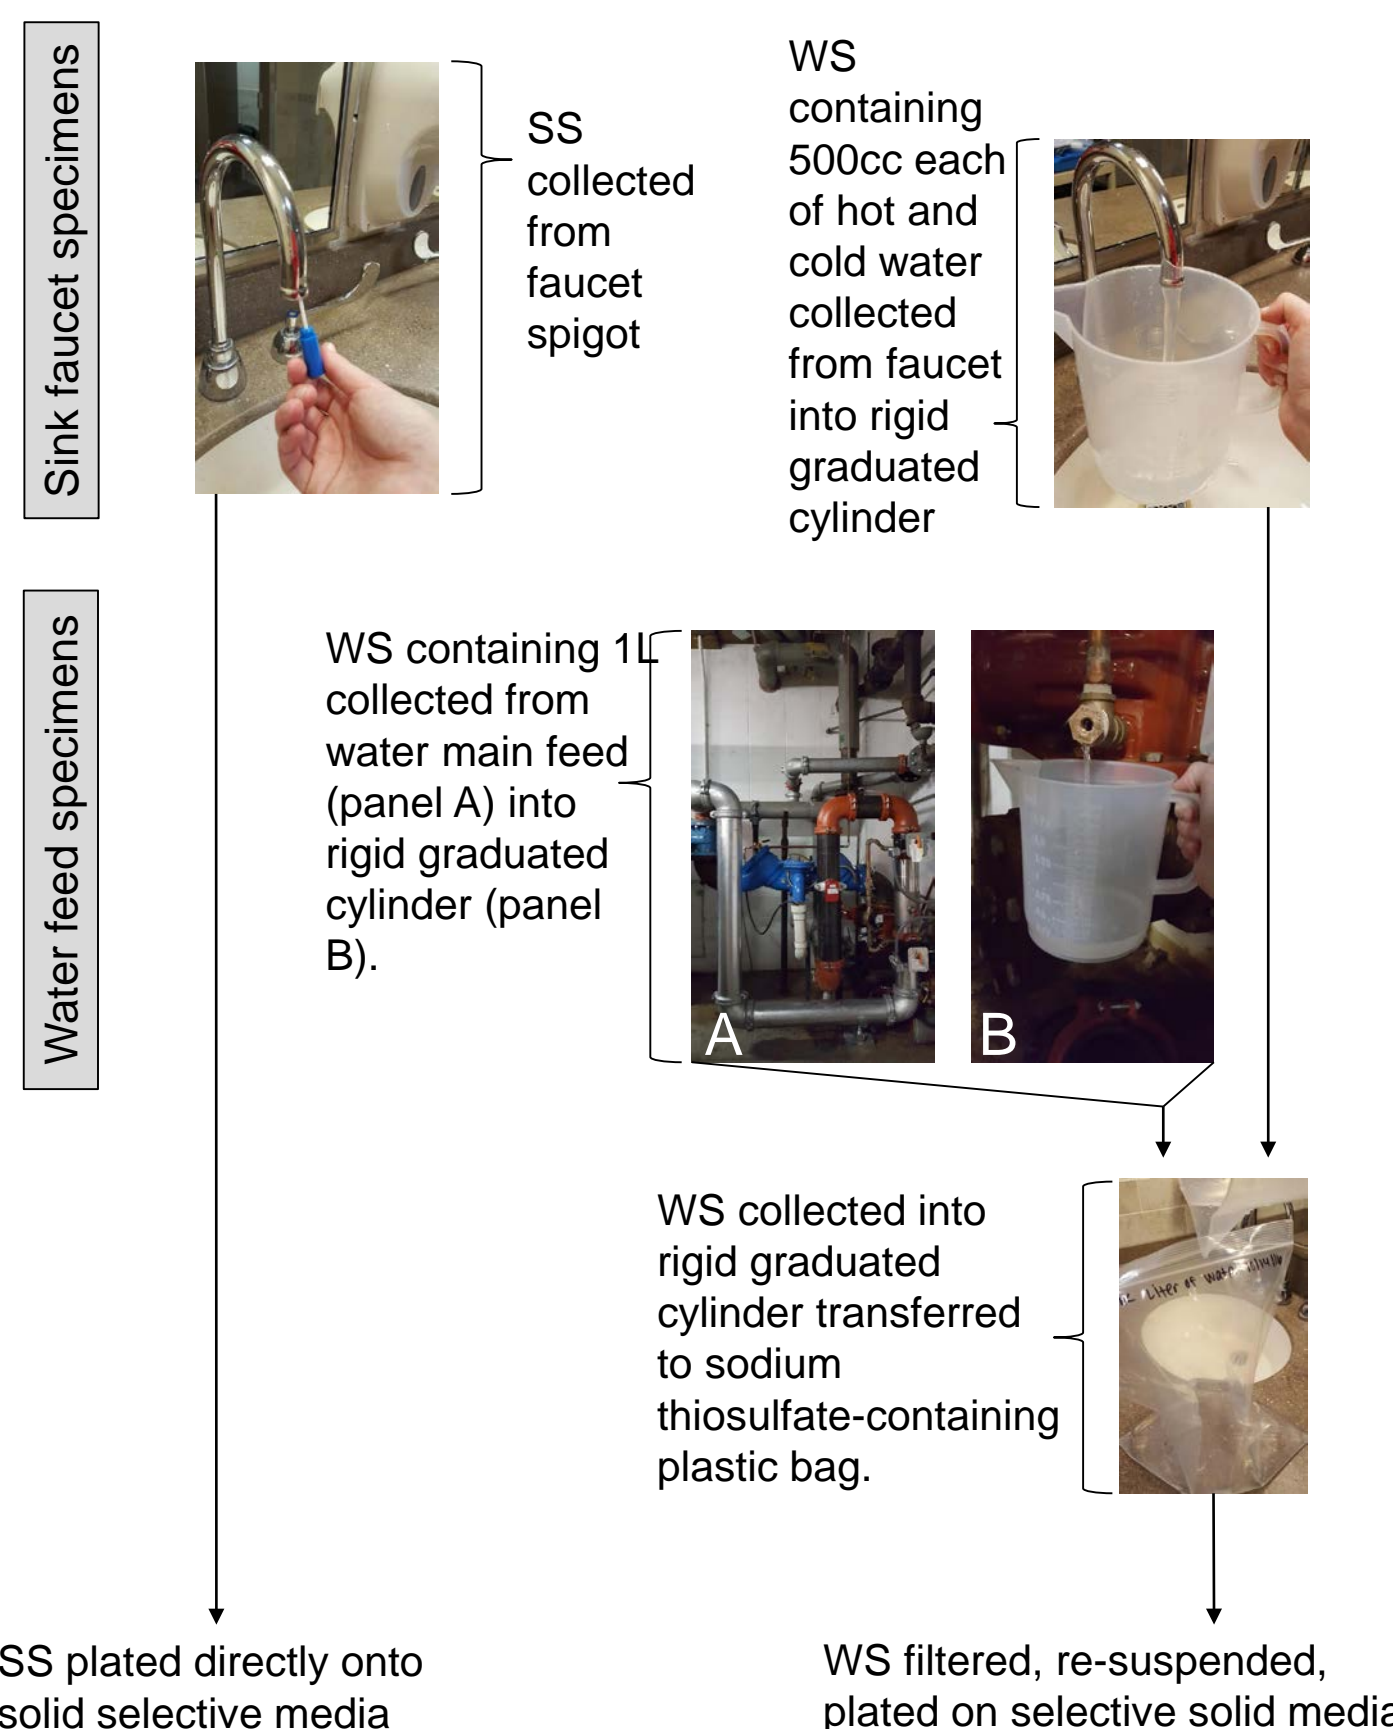 Sink faucet specimens
SS
collected
from
faucet
spigot
WS
containing
500cc each
of hot and
cold water
collected
from faucet
into rigid
graduated
cylinder
Water feed specimens
WS containing 1L
collected from
water main feed
(panel A) into
rigid graduated
cylinder (panel
B).
A
B
WS collected into
rigid graduated
cylinder transferred
to sodium
thiosulfate-containing
plastic bag.
Liter of water
SS plated directly onto
solid selective media
WS filtered, re-suspended,
plated on selective solid media